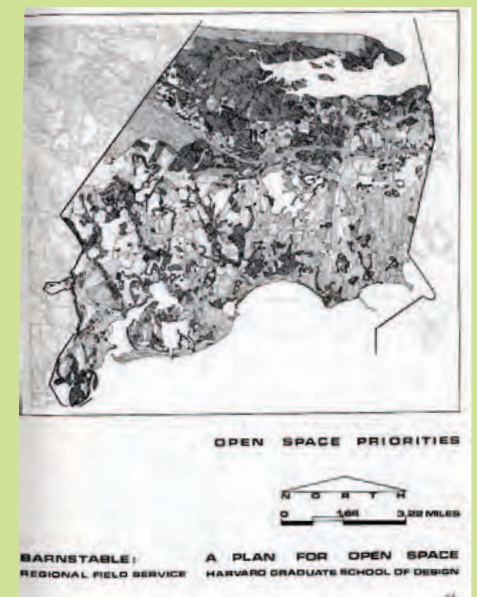 OPEN SPACE PRIORITIES
NORTH
0 1.66 3.22 MILES
BARNSTABLE: A PLAN FOR OPEN SPACE
REGIONAL FIELD SERVICE HARVARD GRADUATE SCHOOL OF DESIGN